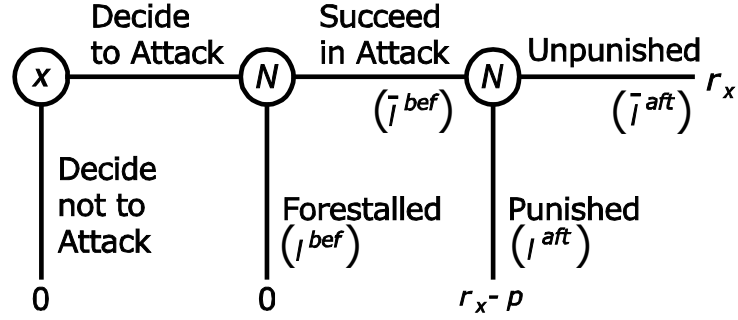 Decide
to Attack
Succeed
in Attack
Unpunished
x
N
N
r_x
(Ī^bef)
(Ī^aft)
Decide
not to
Attack
Forestalled
(I^bef)
Punished
(I^aft)
0
0
r_x - p